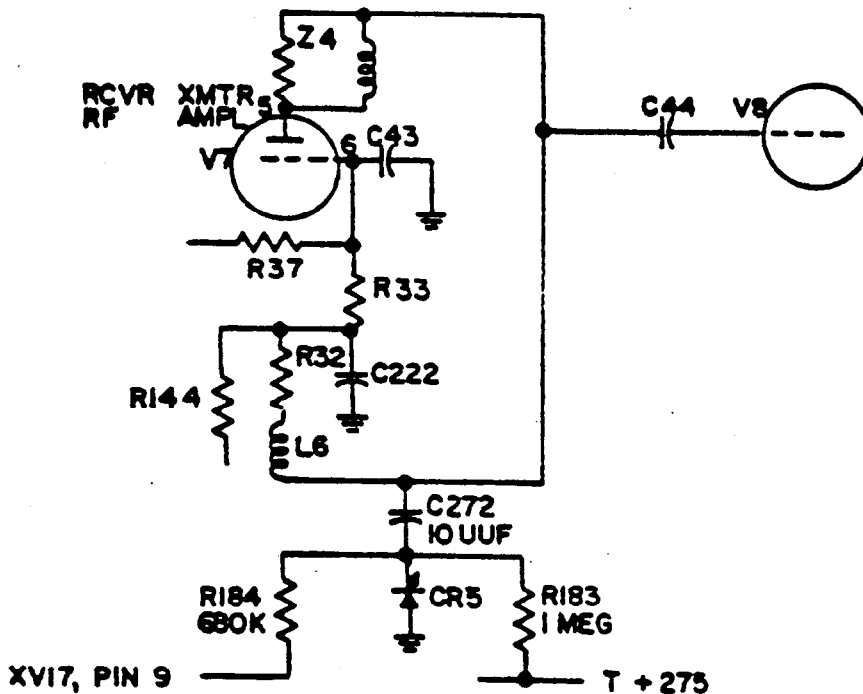 Z4
RCVR XMTR 5
RF AMPL
V7
6
C43
C44
V8
R37
R33
R32
C222
R144
L6
C272
10 UUF
R184
680K
CR5
R183
1 MEG
XV17, PIN 9
T + 275